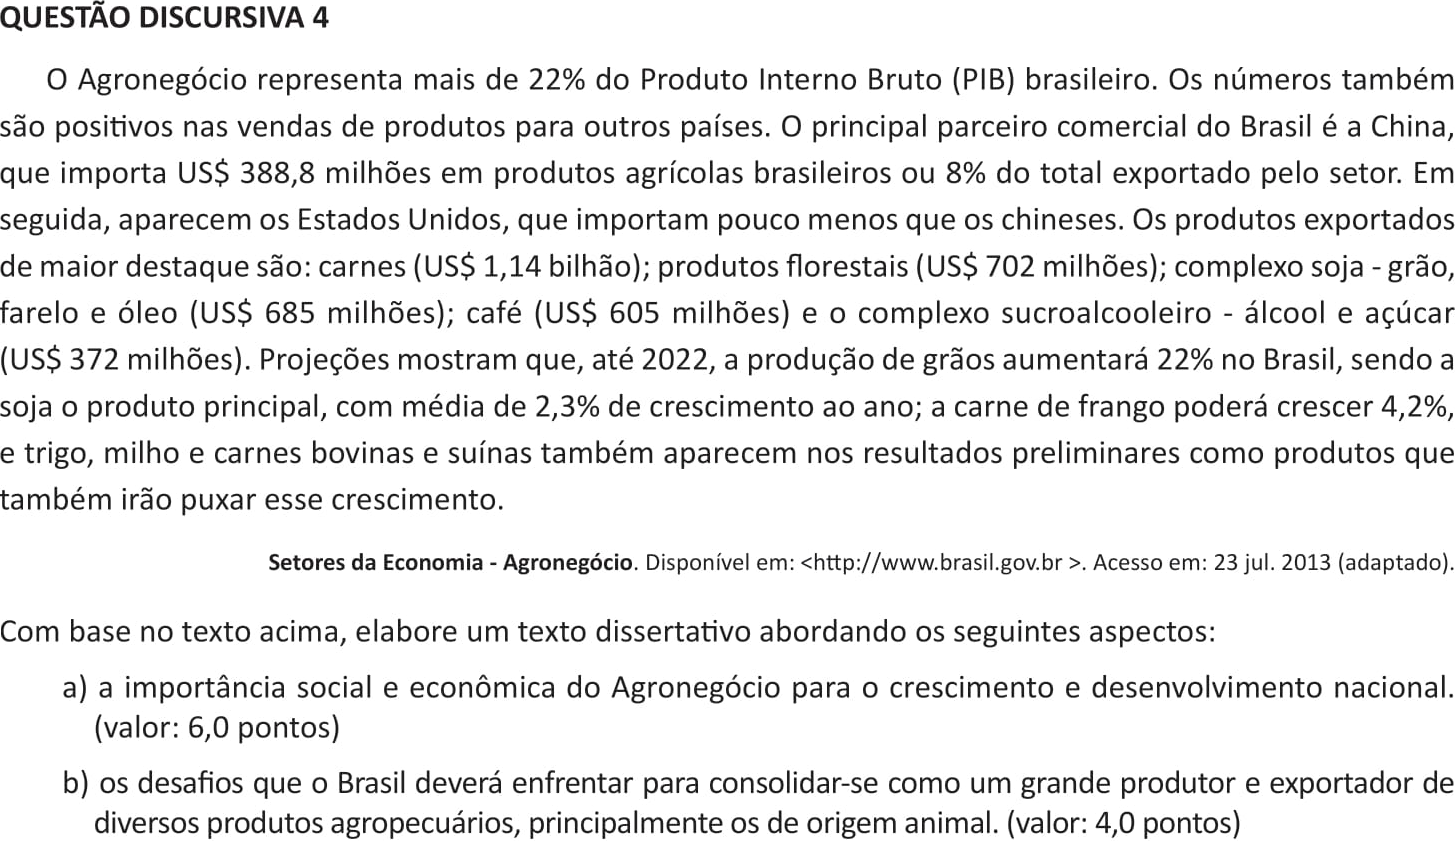 QUESTÃO DISCURSIVA 4
O Agronegócio representa mais de 22% do Produto Interno Bruto (PIB) brasileiro. Os números também
são positivos nas vendas de produtos para outros países. O principal parceiro comercial do Brasil é a China,
que importa US$ 388,8 milhões em produtos agrícolas brasileiros ou 8% do total exportado pelo setor. Em
seguida, aparecem os Estados Unidos, que importam pouco menos que os chineses. Os produtos exportados
de maior destaque são: carnes (US$ 1,14 bilhão); produtos florestais (US$ 702 milhões); complexo soja - grão,
farelo e óleo (US$ 685 milhões); café (US$ 605 milhões) e o complexo sucroalcooleiro - álcool e açúcar
(US$ 372 milhões). Projeções mostram que, até 2022, a produção de grãos aumentará 22% no Brasil, sendo a
soja o produto principal, com média de 2,3% de crescimento ao ano; a carne de frango poderá crescer 4,2%,
e trigo, milho e carnes bovinas e suínas também aparecem nos resultados preliminares como produtos que
também irão puxar esse crescimento.
Setores da Economia - Agronegócio. Disponível em: <http://www.brasil.gov.br >. Acesso em: 23 jul. 2013 (adaptado).
Com base no texto acima, elabore um texto dissertativo abordando os seguintes aspectos:
a) a importância social e econômica do Agronegócio para o crescimento e desenvolvimento nacional.
(valor: 6,0 pontos)
b) os desafios que o Brasil deverá enfrentar para consolidar-se como um grande produtor e exportador de
diversos produtos agropecuários, principalmente os de origem animal. (valor: 4,0 pontos)